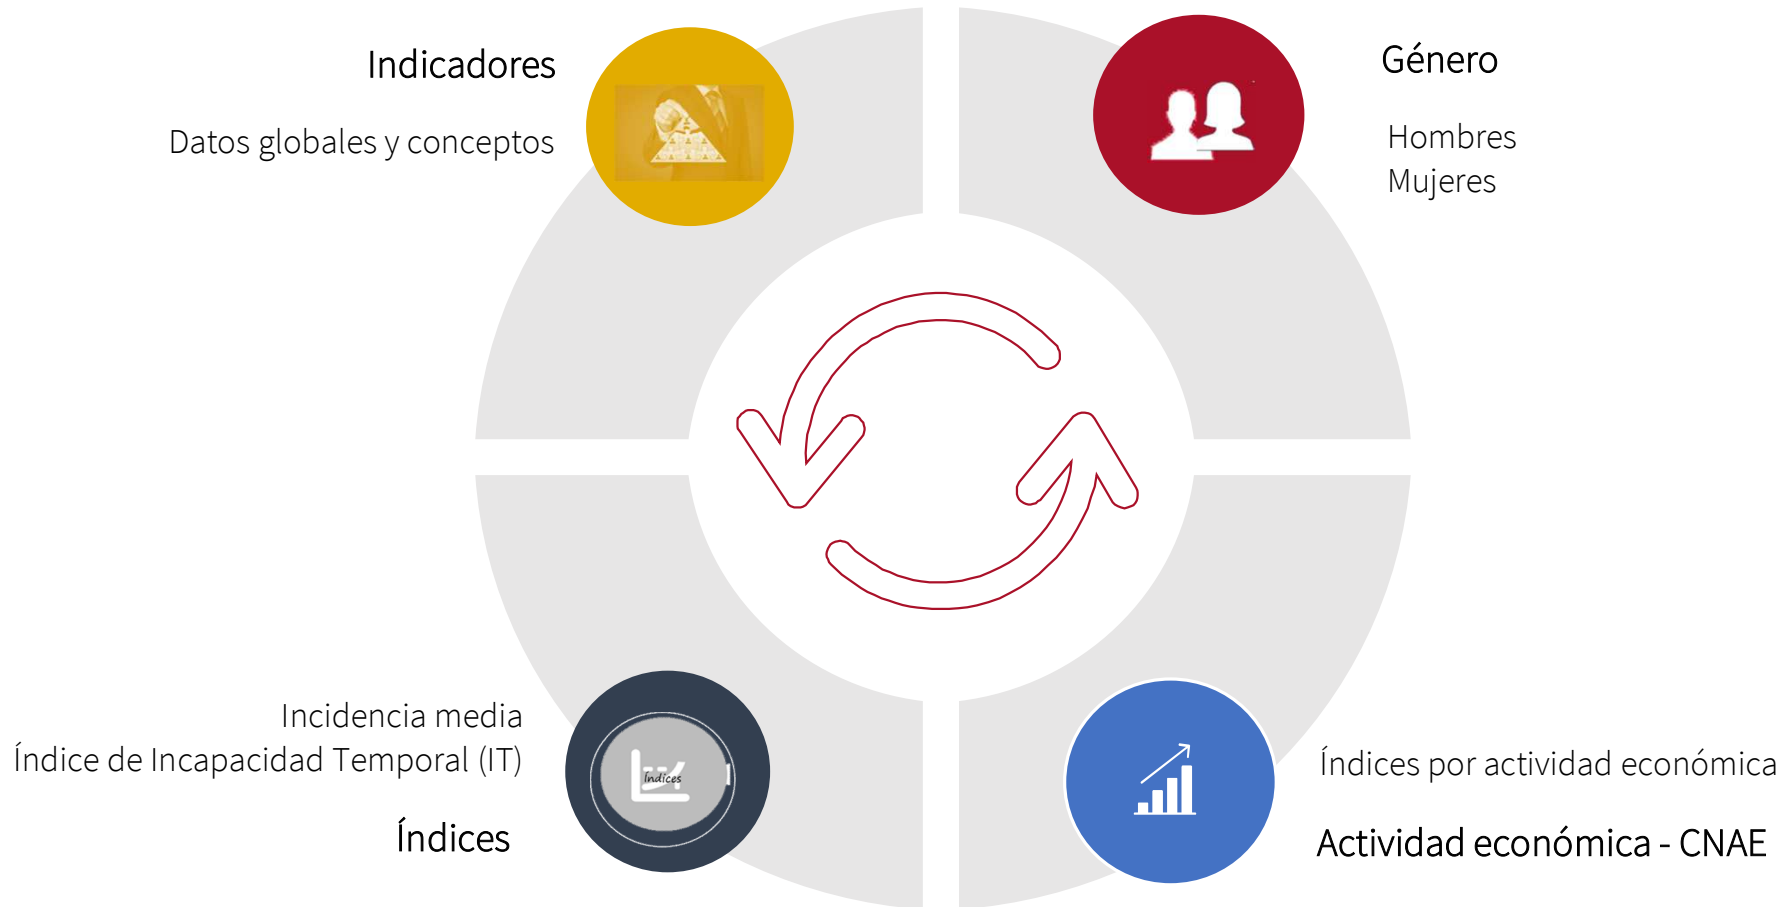 Indicadores
Datos globales y conceptos
Género
Hombres
Mujeres
Incidencia media
Índice de Incapacidad Temporal (IT)
Índices
Índices
Índices por actividad económica
Actividad económica - CNAE